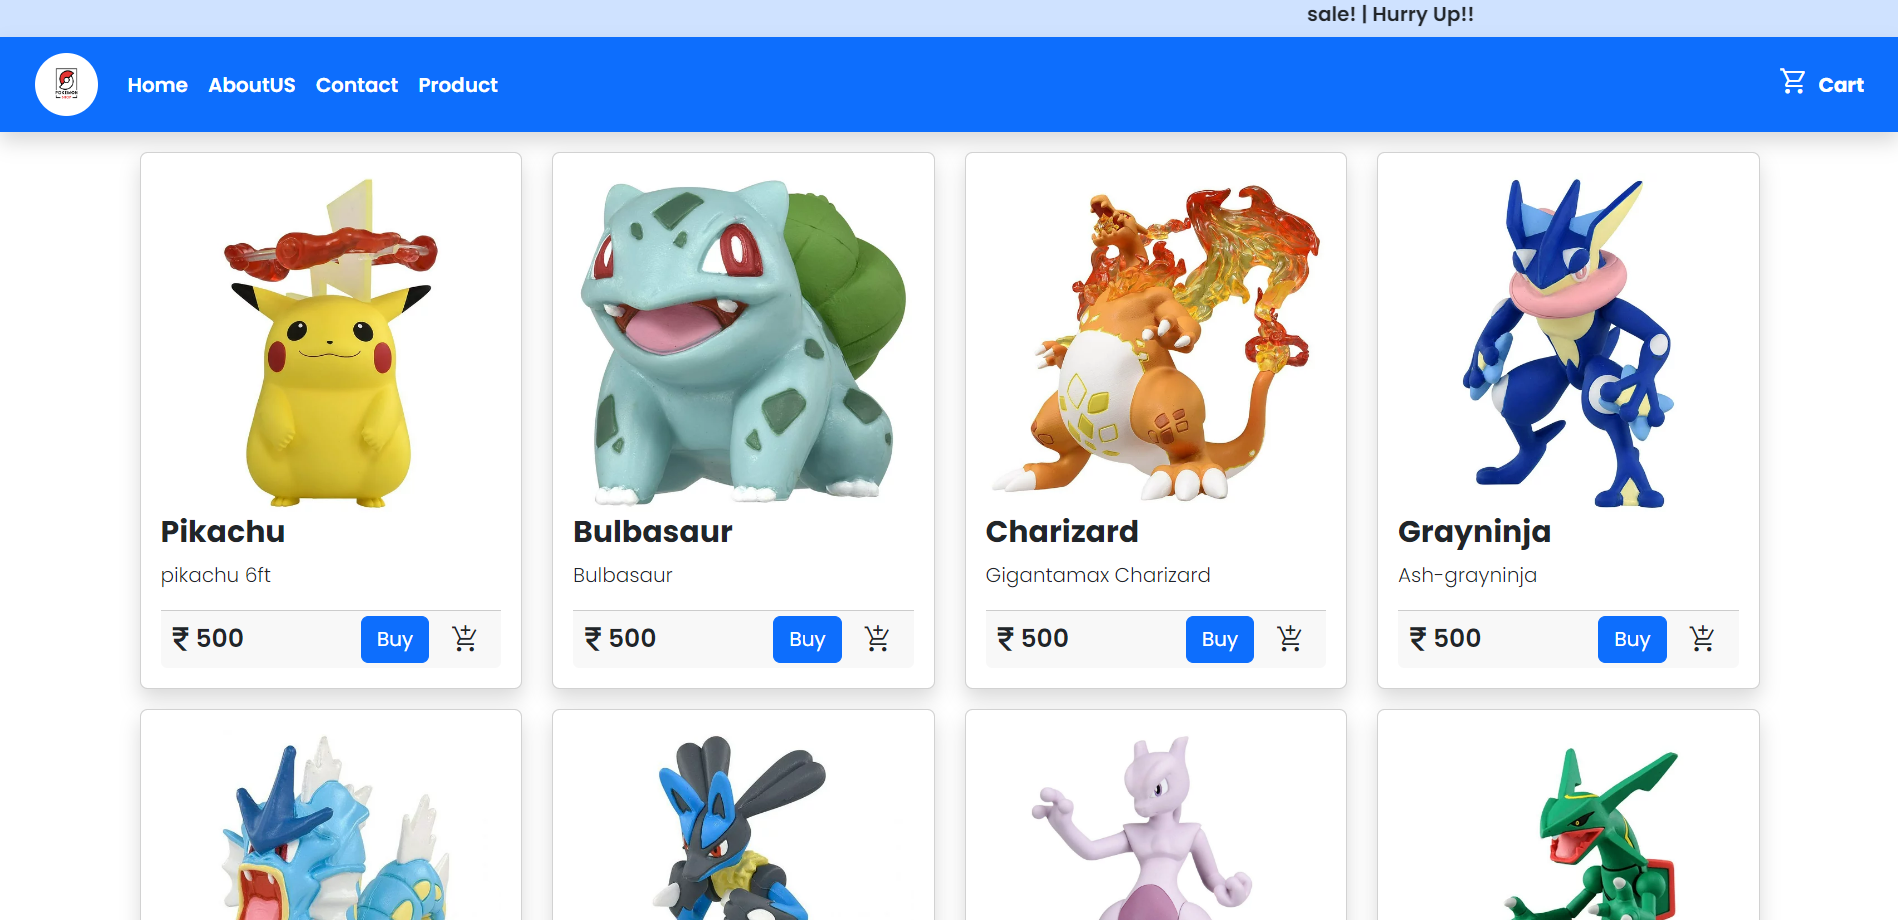 sale! | Hurry Up!!
POKEMON
Home AboutUS Contact Product Cart
Pikachu
pikachu 6ft
₹ 500 Buy
Bulbasaur
Bulbasaur
₹ 500 Buy
Charizard
Gigantamax Charizard
₹ 500 Buy
Grayninja
Ash-grayninja
₹ 500 Buy